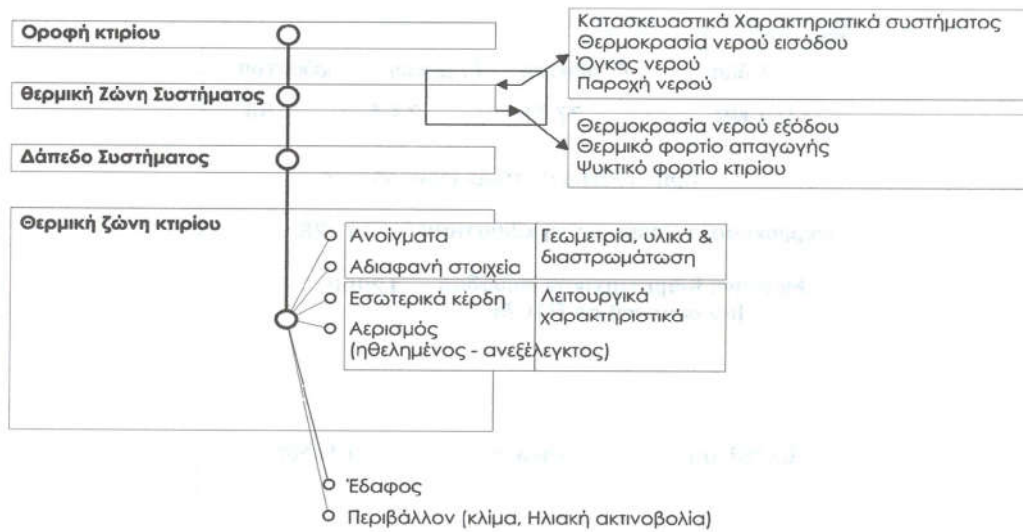 Οροφή κτιρίου
Κατασκευαστικά Χαρακτηριστικά συστήματος
Θερμοκρασία νερού εισόδου
Όγκος νερού
Παροχή νερού
θερμική Ζώνη Συστήματος
Θερμοκρασία νερού εξόδου
Θερμικό φορτίο απαγωγής
Ψυκτικό φορτίο κτιρίου
Δάπεδο Συστήματος
Θερμική ζώνη κτιρίου
Ανοίγματα
Αδιαφανή στοιχεία
Γεωμετρία, υλικά &
διαστρωμάτωση
Εσωτερικά κέρδη
Αερισμός
(ηθελημένος - ανεξέλεγκτος)
Λειτουργικά
χαρακτηριστικά
Έδαφος
Περιβάλλον (κλίμα, Ηλιακή ακτινοβολία)